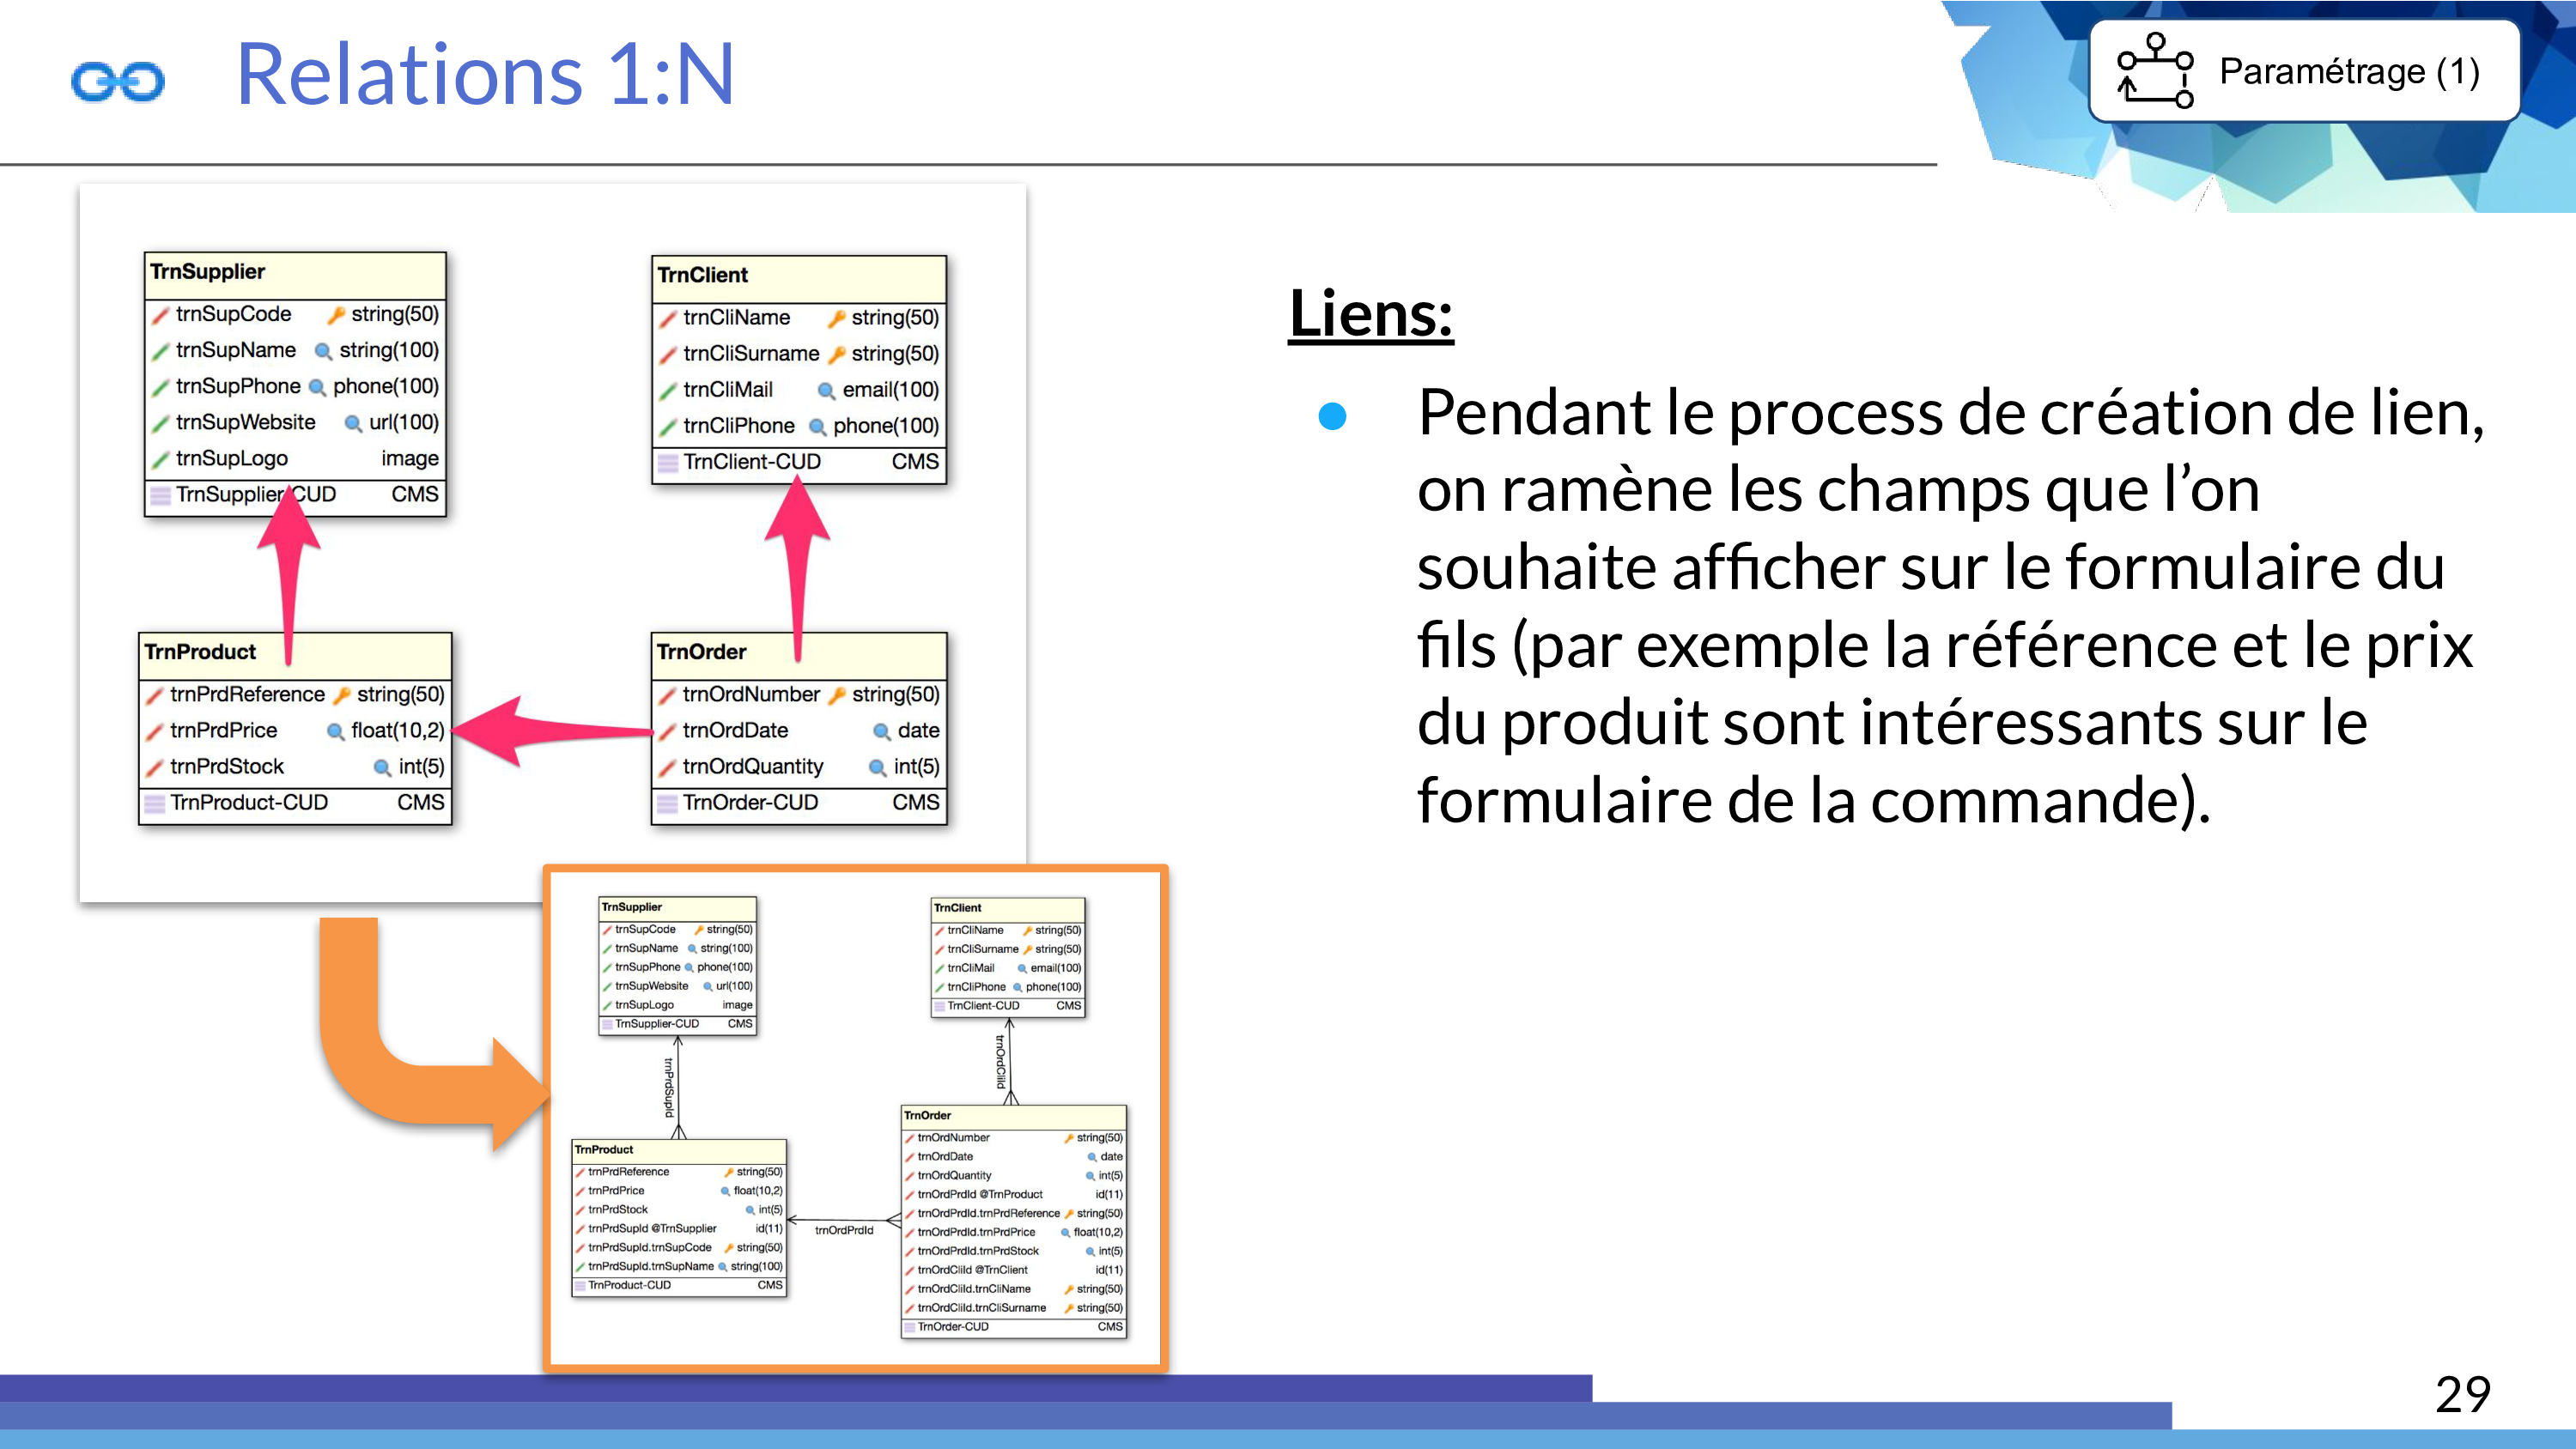 Relations 1:N
Paramétrage (1)
TrnSupplier
trnSupCode string(50)
trnSupName string(100)
trnSupPhone phone(100)
trnSupWebsite url(100)
trnSupLogo image
TrnSupplier-CUD CMS
TrnClient
trnCliName string(50)
trnCliSurname string(50)
trnCliMail email(100)
trnCliPhone phone(100)
TrnClient-CUD CMS
TrnProduct
trnPrdReference string(50)
trnPrdPrice float(10,2)
trnPrdStock int(5)
TrnProduct-CUD CMS
TrnOrder
trnOrdNumber string(50)
trnOrdDate date
trnOrdQuantity int(5)
TrnOrder-CUD CMS
Liens:
Pendant le process de création de lien,
on ramène les champs que l’on
souhaite afficher sur le formulaire du
fils (par exemple la référence et le prix
du produit sont intéressants sur le
formulaire de la commande).
TrnSupplier
trnSupCode string(50)
trnSupName string(100)
trnSupPhone phone(100)
trnSupWebsite url(100)
trnSupLogo image
TrnSupplier-CUD CMS
TrnClient
trnCliName string(50)
trnCliSurname string(50)
trnCliMail email(100)
trnCliPhone phone(100)
TrnClient-CUD CMS
trnPrdSupId
trnOrdCliId
TrnProduct
trnPrdReference string(50)
trnPrdPrice float(10,2)
trnPrdStock int(5)
trnPrdSupId @TrnSupplier id(11)
trnPrdSupId.trnSupCode string(50)
trnPrdSupId.trnSupName string(100)
TrnProduct-CUD CMS
trnOrdPrdId
TrnOrder
trnOrdNumber string(50)
trnOrdDate date
trnOrdQuantity int(5)
trnOrdPrdId @TrnProduct id(11)
trnOrdPrdId.trnPrdReference string(50)
trnOrdPrdId.trnPrdPrice float(10,2)
trnOrdPrdId.trnPrdStock int(5)
trnOrdCliId @TrnClient id(11)
trnOrdCliId.trnCliName string(50)
trnOrdCliId.trnCliSurname string(50)
TrnOrder-CUD CMS
29